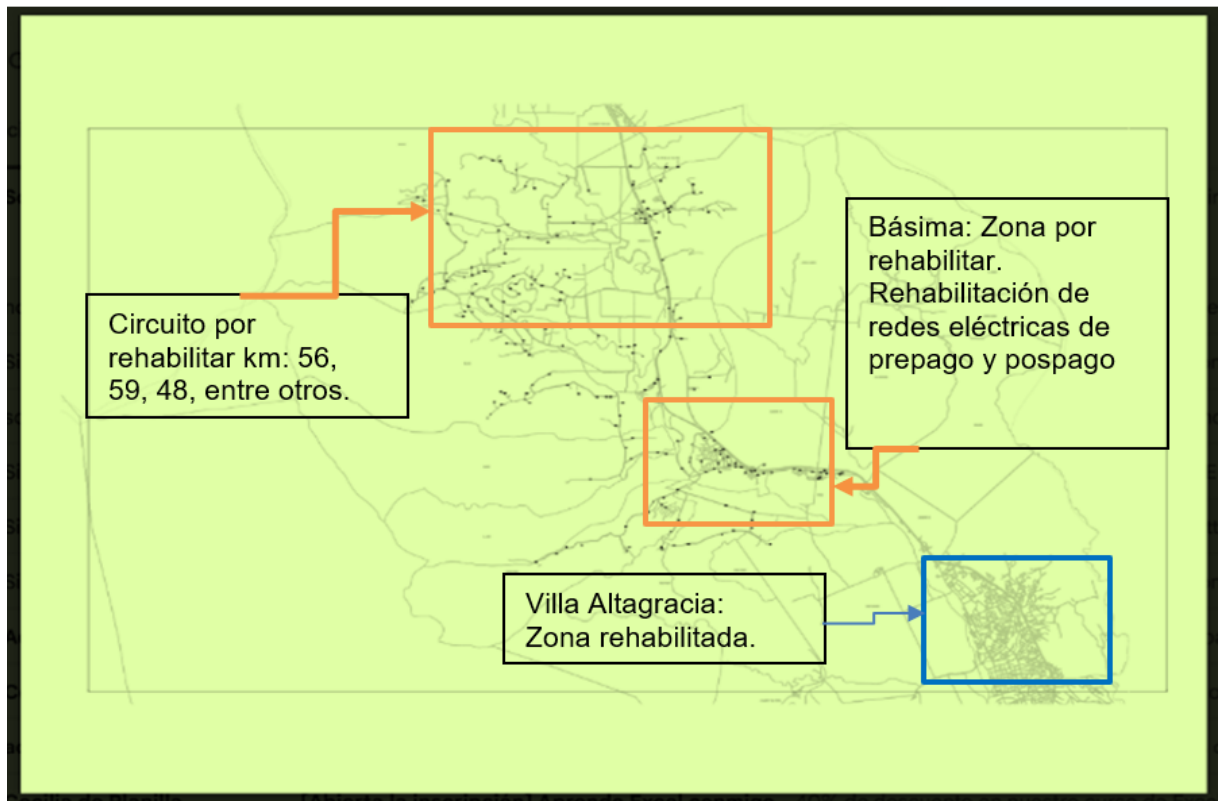 Básima: Zona por
rehabilitar.
Rehabilitación de
redes eléctricas de
prepago y pospago
Circuito por
rehabilitar km: 56,
59, 48, entre otros.
Villa Altagracia:
Zona rehabilitada.